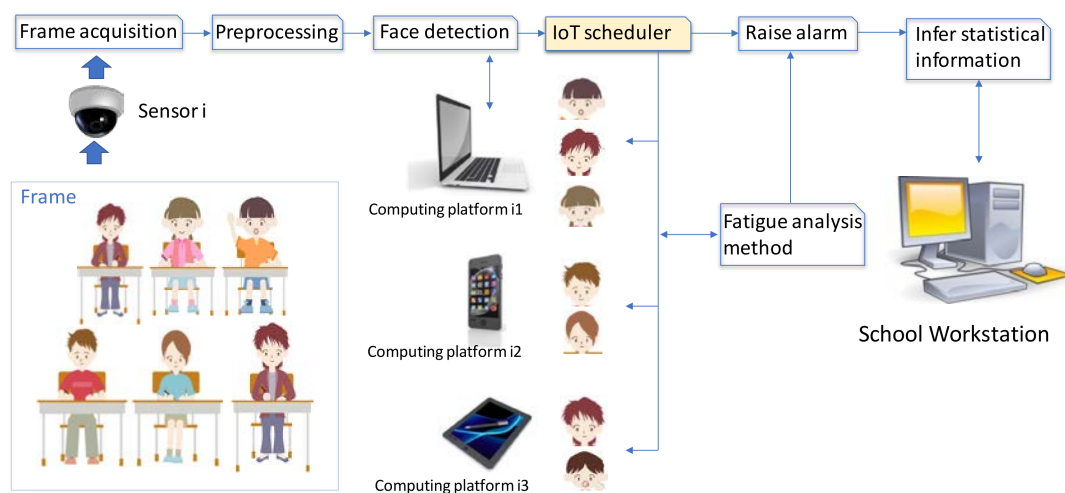 Frame acquisition
Preprocessing
Face detection
IoT scheduler
Raise alarm
Infer statistical
information
Sensor i
Frame
Computing platform i1
Fatigue analysis
method
Computing platform i2
School Workstation
Computing platform i3